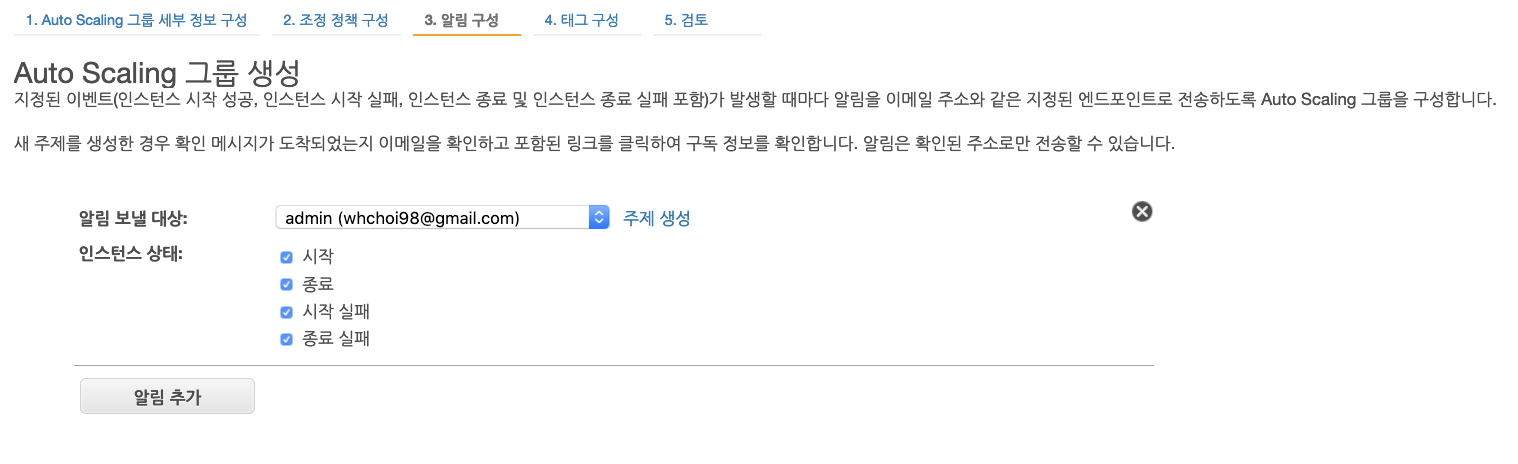 1. Auto Scaling 그룹 세부 정보 구성 2. 조정 정책 구성 3. 알림 구성 4. 태그 구성 5. 검토
Auto Scaling 그룹 생성
지정된 이벤트(인스턴스 시작 성공, 인스턴스 시작 실패, 인스턴스 종료 및 인스턴스 종료 실패 포함)가 발생할 때마다 알림을 이메일 주소와 같은 지정된 엔드포인트로 전송하도록 Auto Scaling 그룹을 구성합니다.
새 주제를 생성한 경우 확인 메시지가 도착되었는지 이메일을 확인하고 포함된 링크를 클릭하여 구독 정보를 확인합니다. 알림은 확인된 주소로만 전송할 수 있습니다.
알림 보낼 대상: admin (whchoi98@gmail.com) 주제 생성
인스턴스 상태: 시작
종료
시작 실패
종료 실패
알림 추가